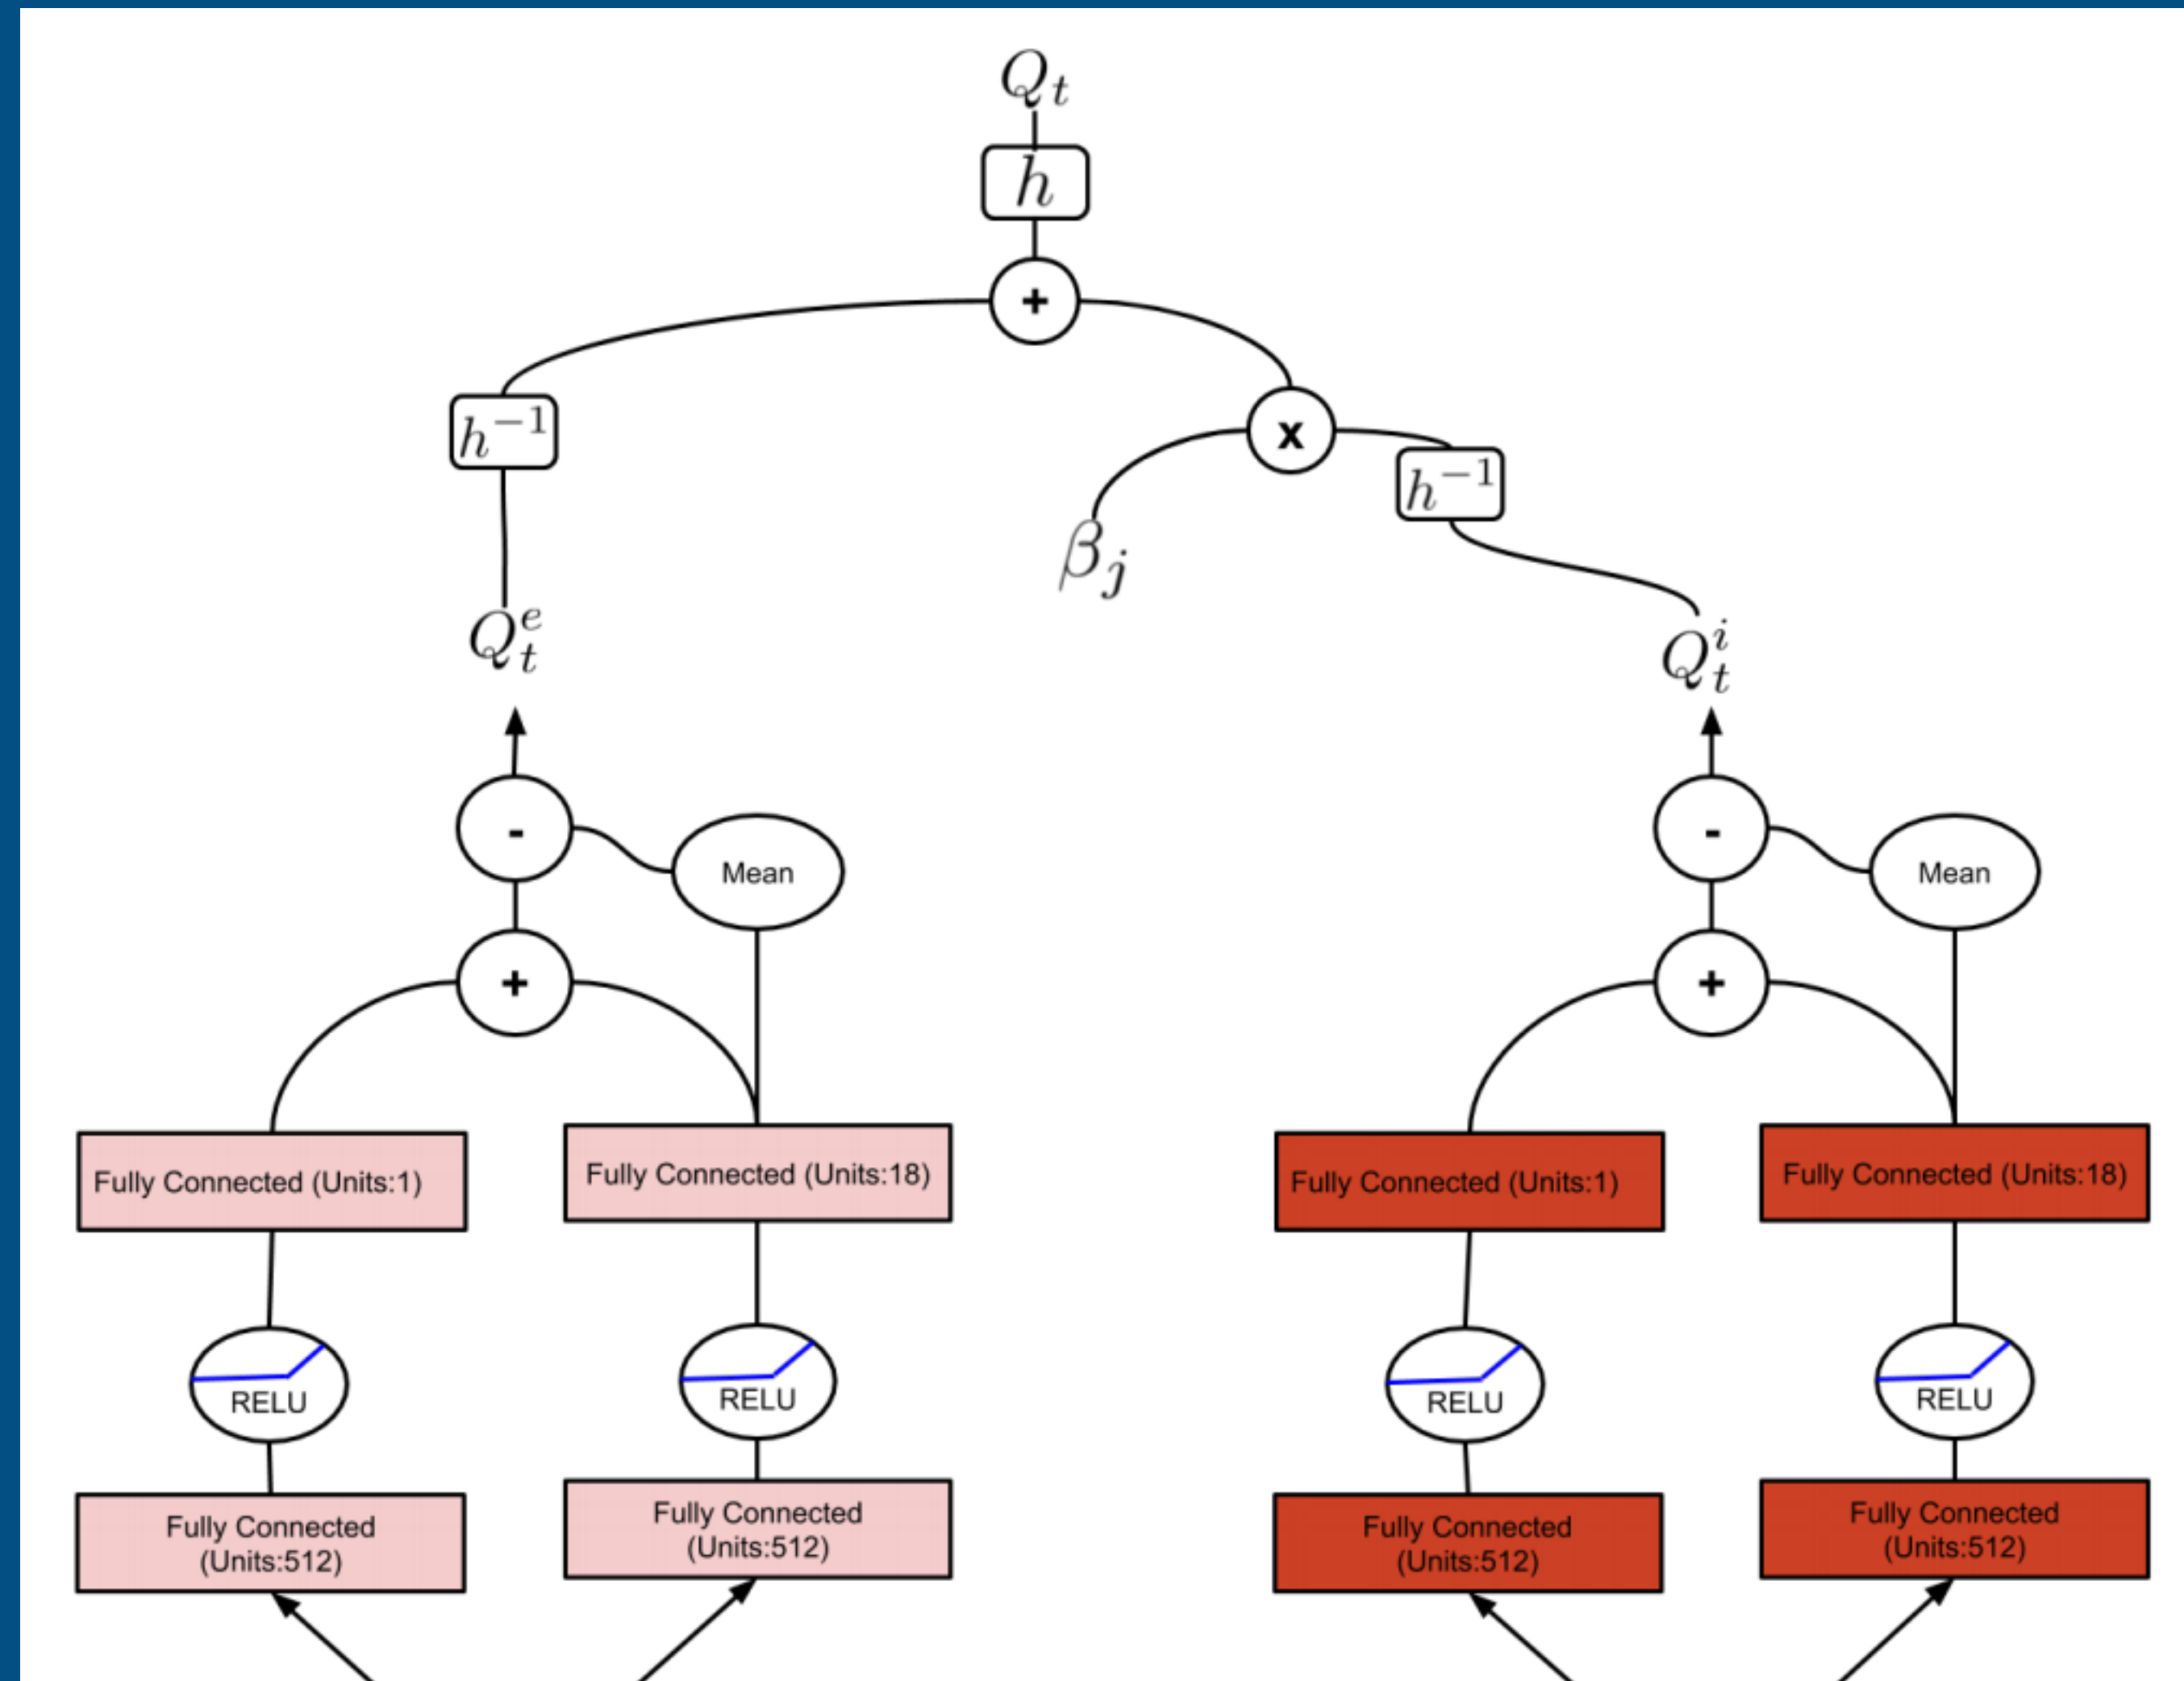 Q_t
h
+
h^{-1}
x
h^{-1}
β_j
Q_t^e
Q_t^i
-
Mean
-
Mean
+
+
Fully Connected (Units:1)
Fully Connected (Units:18)
Fully Connected (Units:1)
Fully Connected (Units:18)
RELU
RELU
RELU
RELU
Fully Connected
(Units:512)
Fully Connected
(Units:512)
Fully Connected
(Units:512)
Fully Connected
(Units:512)